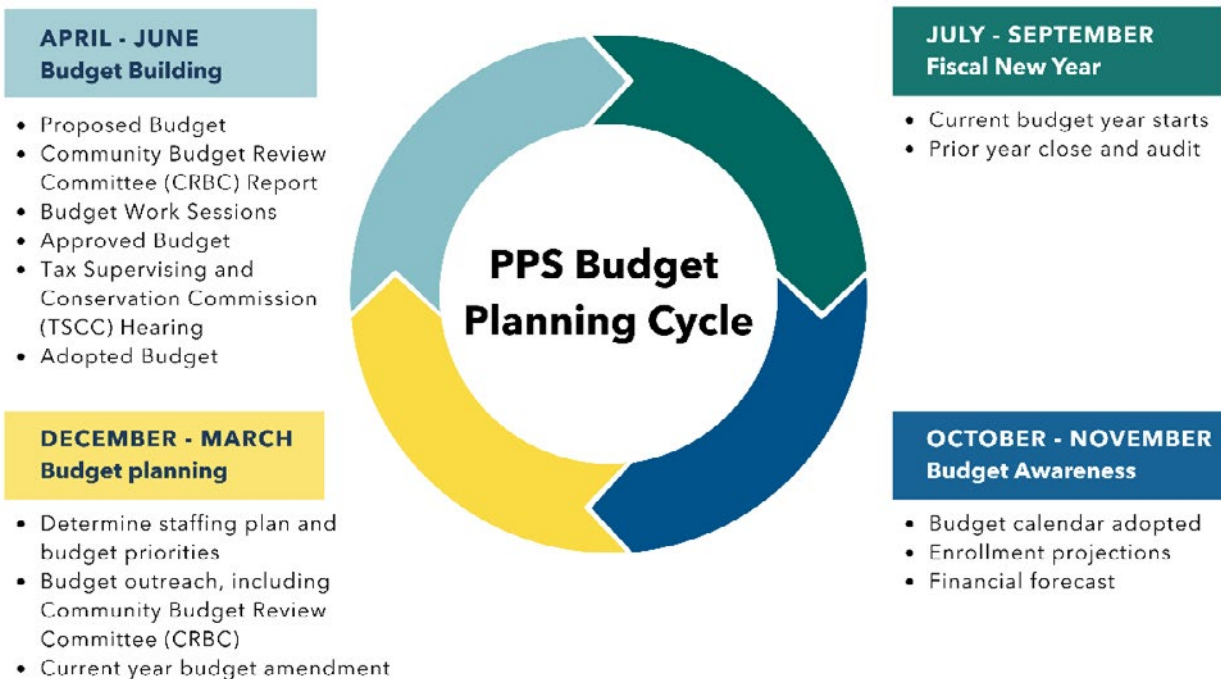 APRIL - JUNE
Budget Building
• Proposed Budget
• Community Budget Review
Committee (CRBC) Report
• Budget Work Sessions
• Approved Budget
• Tax Supervising and
Conservation Commission
(TSCC) Hearing
• Adopted Budget
JULY - SEPTEMBER
Fiscal New Year
• Current budget year starts
• Prior year close and audit
PPS Budget
Planning Cycle
DECEMBER - MARCH
Budget planning
• Determine staffing plan and
budget priorities
• Budget outreach, including
Community Budget Review
Committee (CRBC)
• Current year budget amendment
OCTOBER - NOVEMBER
Budget Awareness
• Budget calendar adopted
• Enrollment projections
• Financial forecast